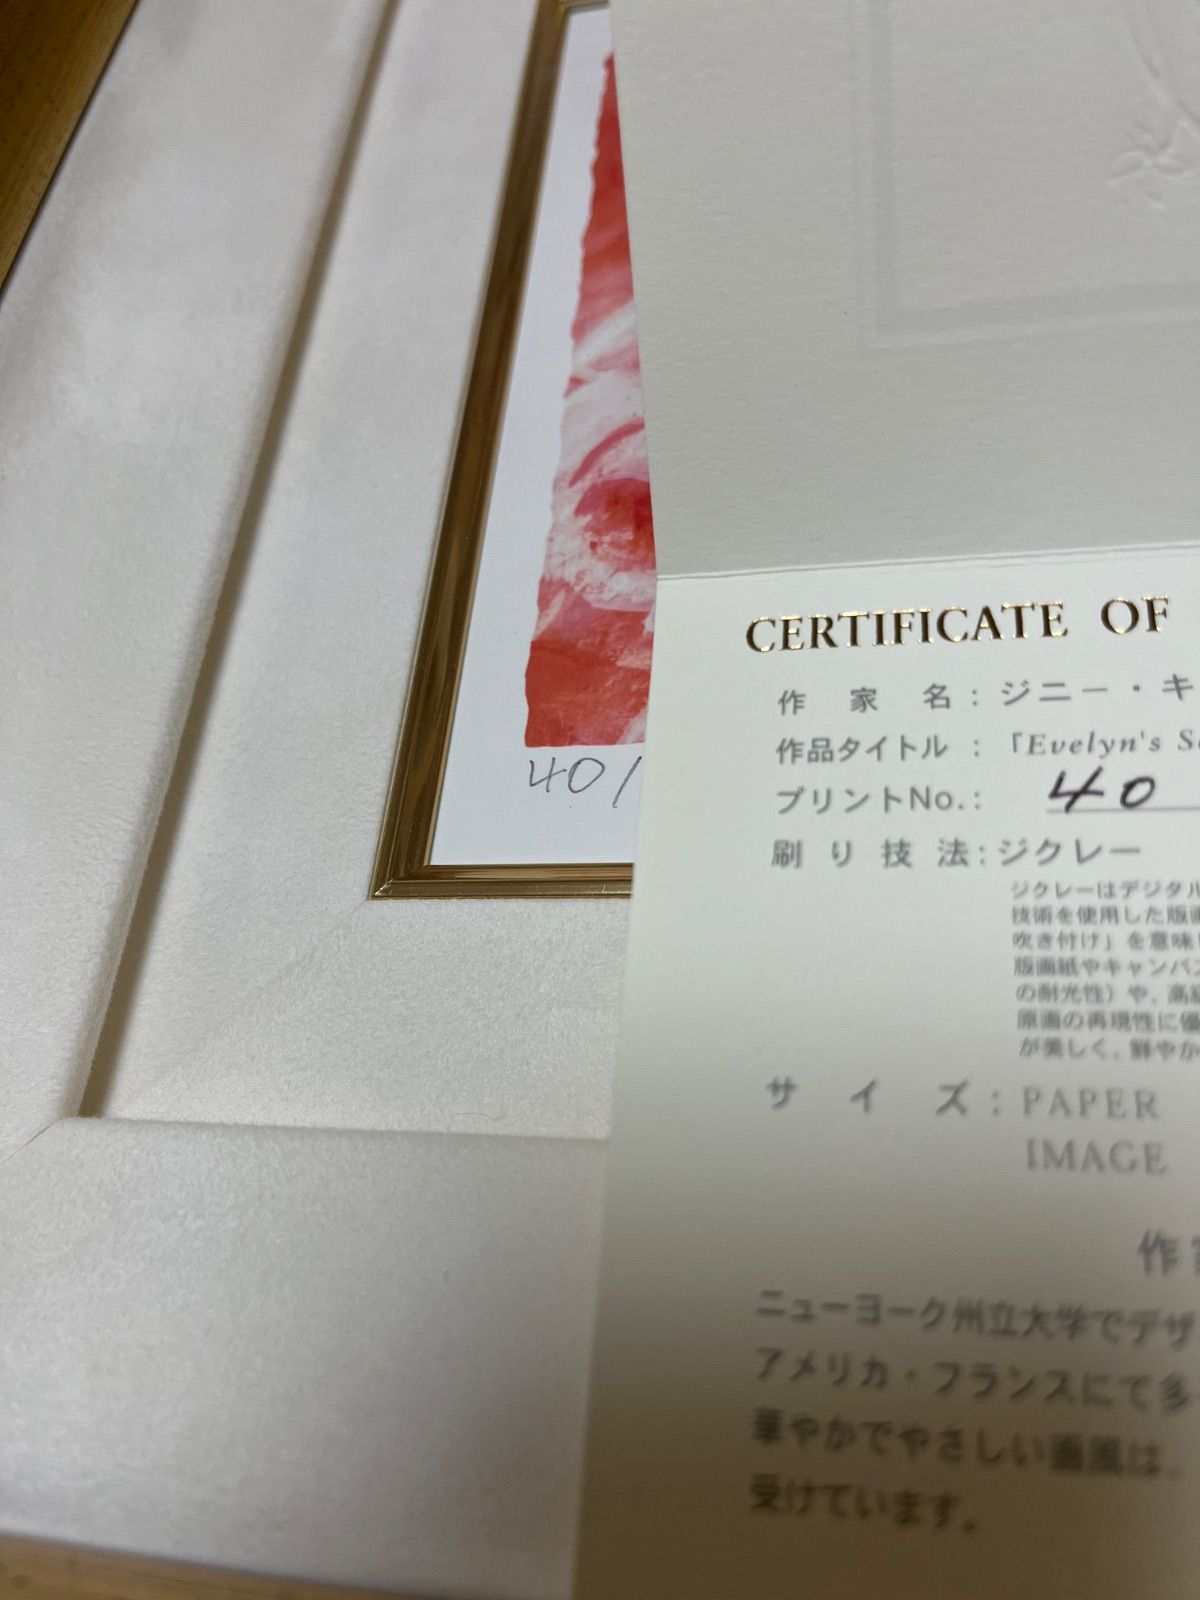 CERTIFICATE OF
作家名：ジニー・キ
作品タイトル：「Evelyn's S
プリントNo.： 40
40/
刷り技法：ジクレー
ジクレーはデジタル
技術を使用した版画
吹き付け」を意味し
版画紙やキャンバス
の耐光性）や、高級
原画の再現性に優
が美しく、鮮やか
サイズ：PAPER
IMAGE
作家
ニューヨーク州立大学でデザ
アメリカ・フランスにて多
華やかでやさしい画風は、
受けています。